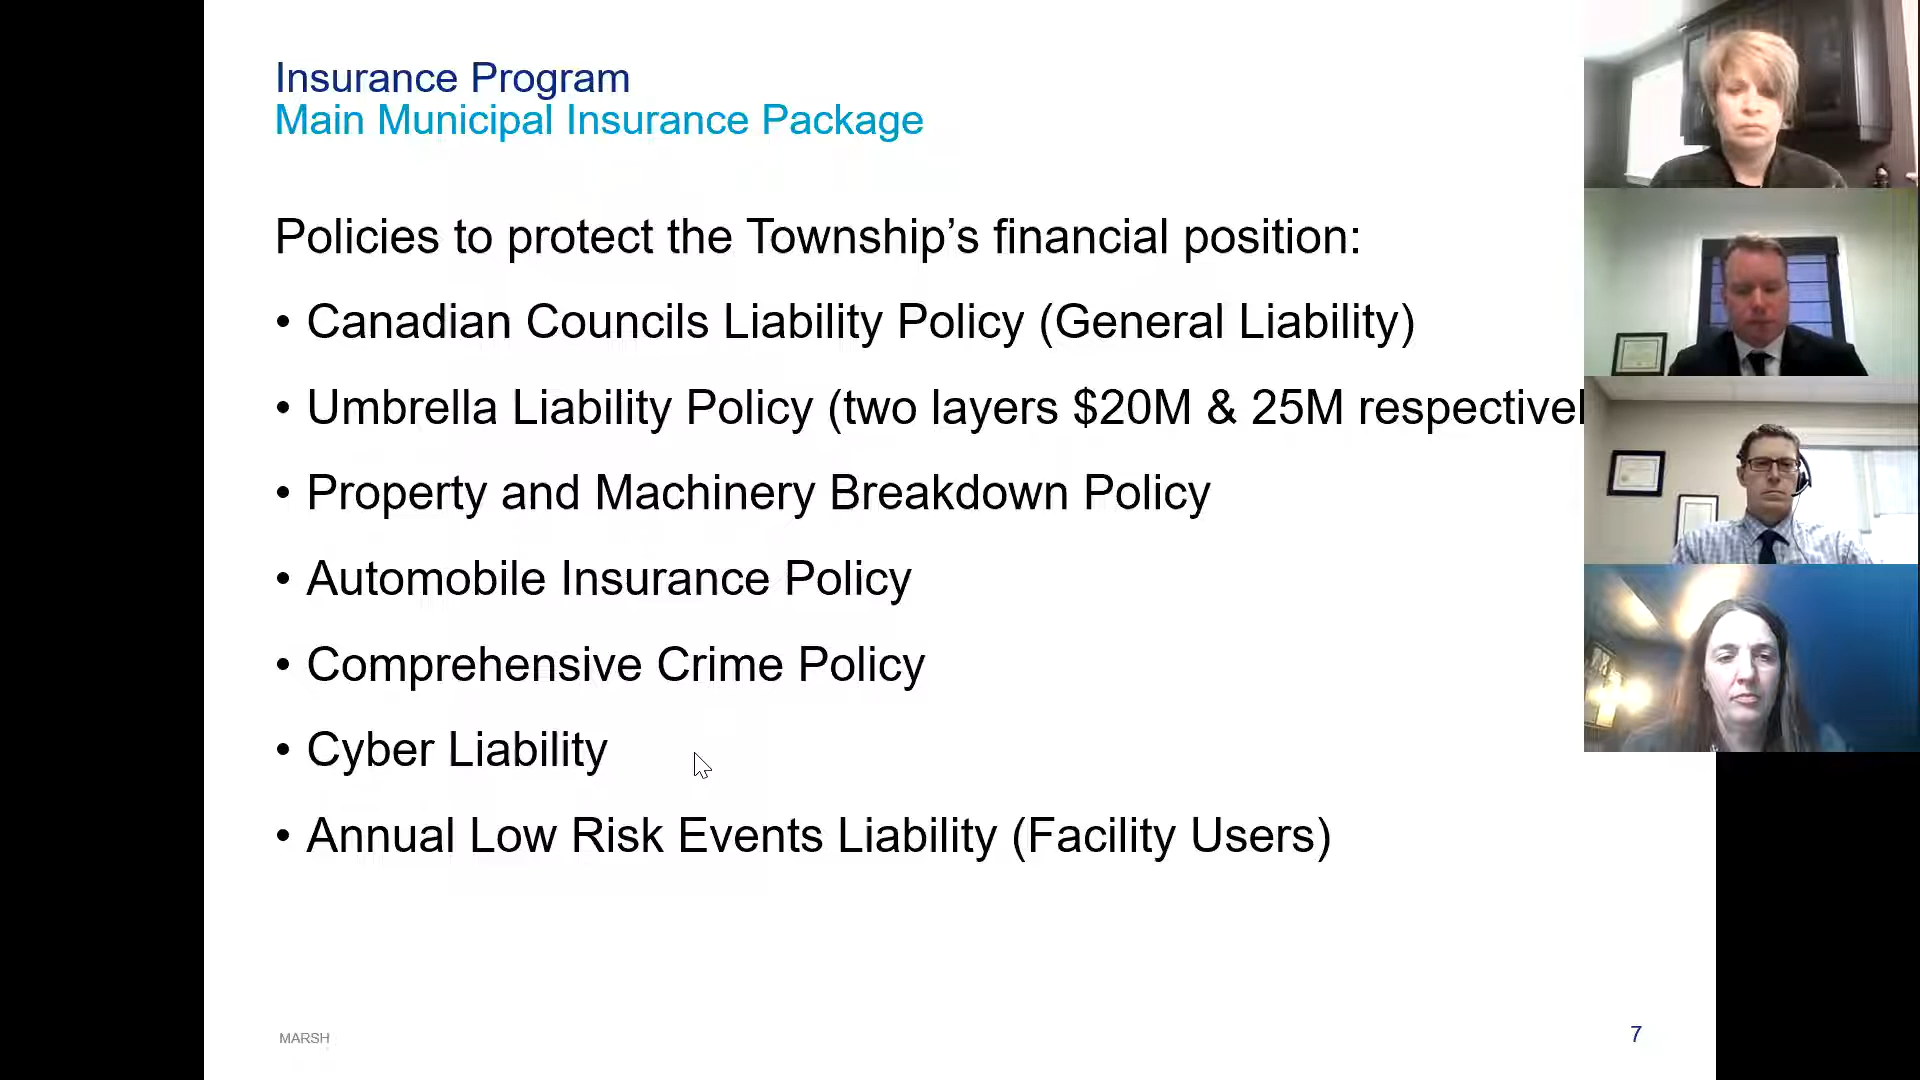 Insurance Program
Main Municipal Insurance Package
Policies to protect the Township’s financial position:
• Canadian Councils Liability Policy (General Liability)
• Umbrella Liability Policy (two layers $20M & 25M respectivel
• Property and Machinery Breakdown Policy
• Automobile Insurance Policy
• Comprehensive Crime Policy
• Cyber Liability
• Annual Low Risk Events Liability (Facility Users)
MARSH
7